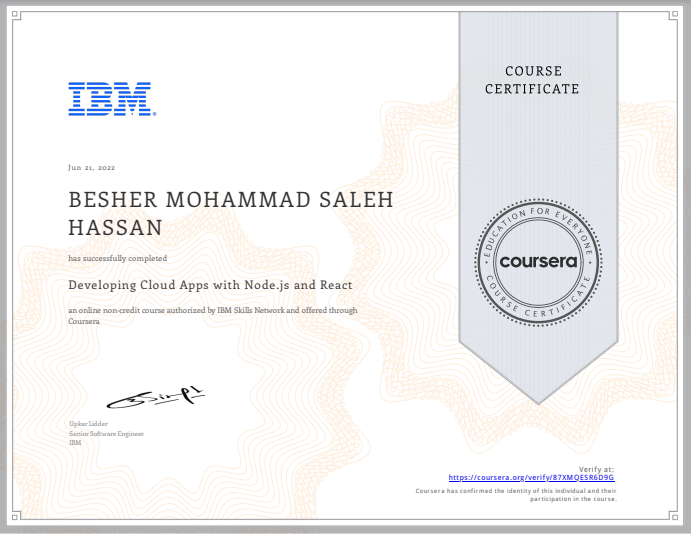 COURSE
CERTIFICATE
IBM®
Jun 21, 2022
BESHER MOHAMMAD SALEH
HASSAN
has successfully completed
Developing Cloud Apps with Node.js and React
an online non-credit course authorized by IBM Skills Network and offered through
Coursera
EDUCATION FOR EVERYONE
coursera
COURSE CERTIFICATE
Upkar Lidder
Senior Software Engineer
IBM
Verify at:
https://coursera.org/verify/87XMQESR6D9G
Coursera has confirmed the identity of this individual and their
participation in the course.